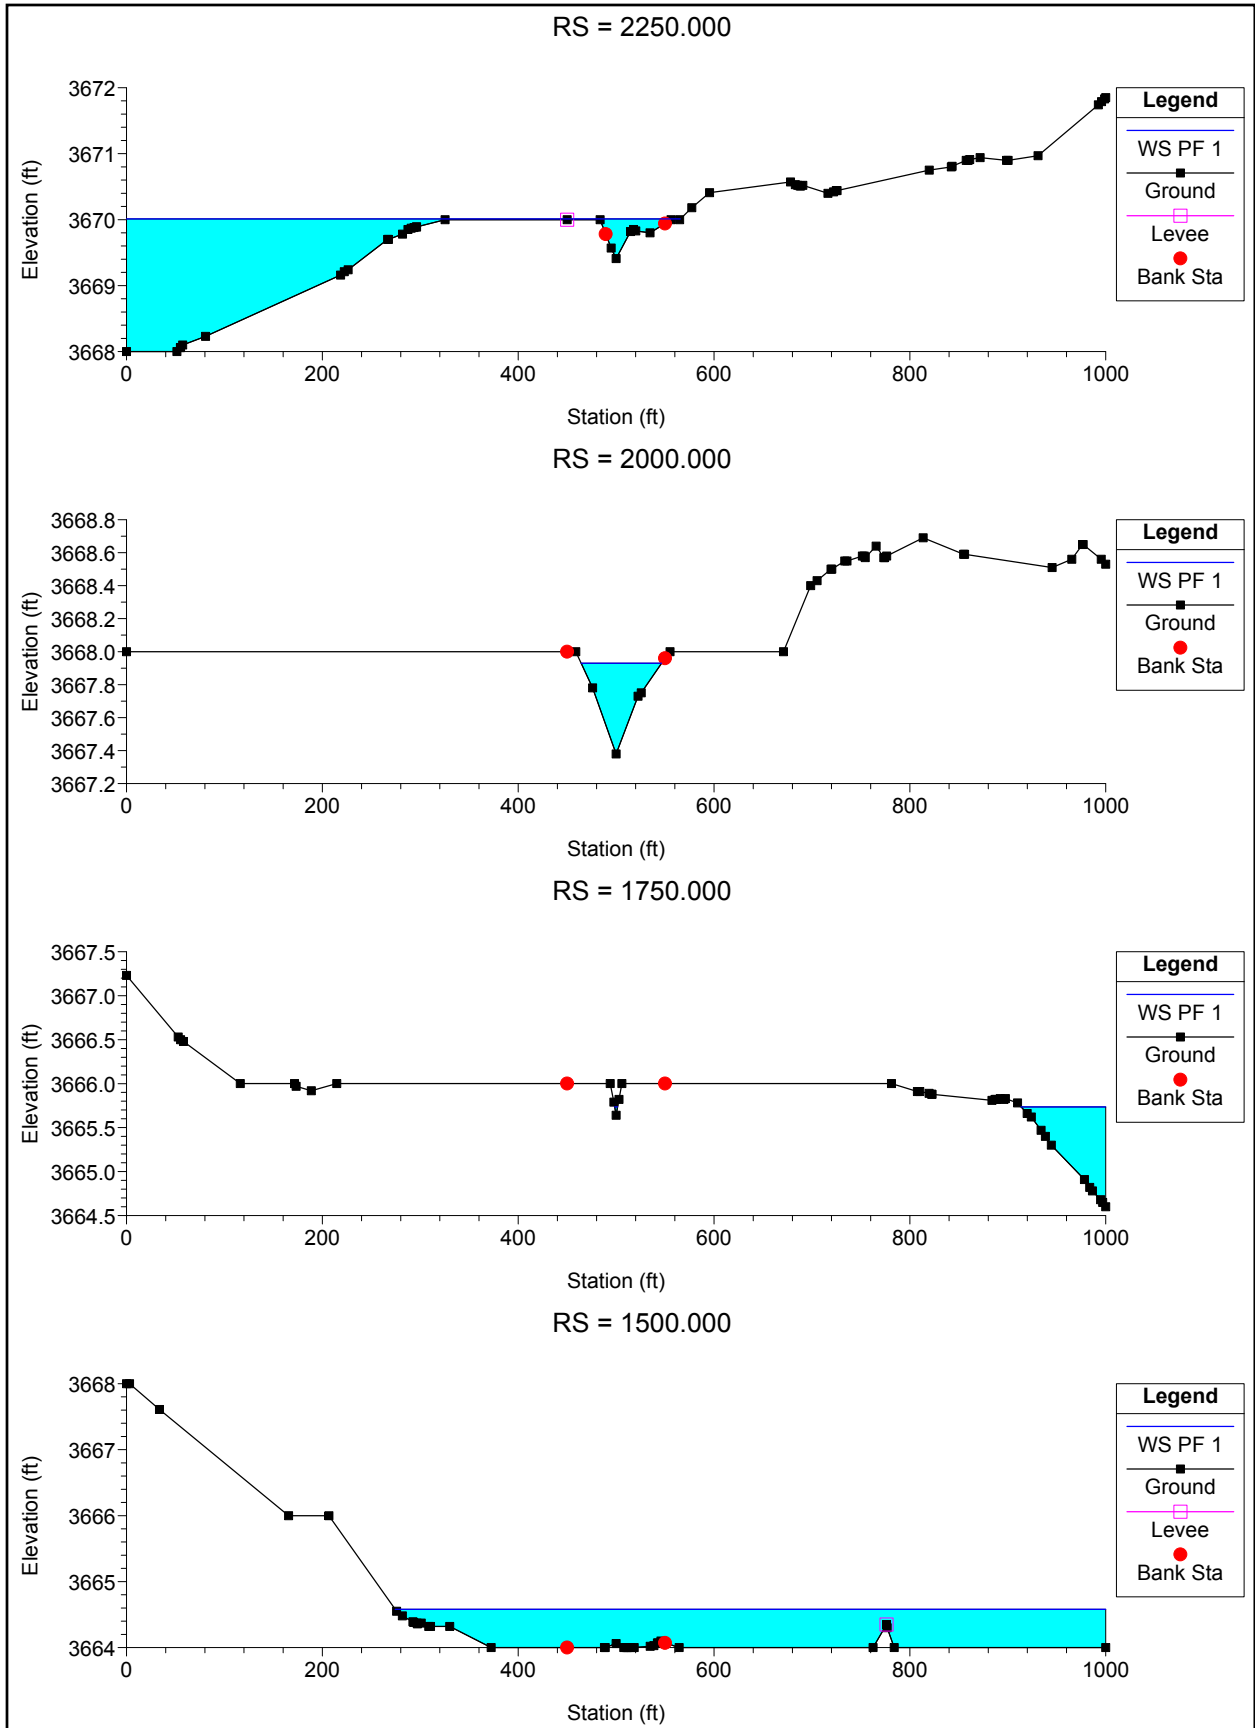 RS = 2250.000
Elevation (ft)
3672
3671
3670
3669
3668
0 200 400 600 800 1000
Station (ft)
Legend
WS PF 1
Ground
Levee
Bank Sta
RS = 2000.000
Elevation (ft)
3668.8
3668.6
3668.4
3668.2
3668.0
3667.8
3667.6
3667.4
3667.2
0 200 400 600 800 1000
Station (ft)
Legend
WS PF 1
Ground
Bank Sta
RS = 1750.000
Elevation (ft)
3667.5
3667.0
3666.5
3666.0
3665.5
3665.0
3664.5
0 200 400 600 800 1000
Station (ft)
Legend
WS PF 1
Ground
Bank Sta
RS = 1500.000
Elevation (ft)
3668
3667
3666
3665
3664
0 200 400 600 800 1000
Station (ft)
Legend
WS PF 1
Ground
Levee
Bank Sta